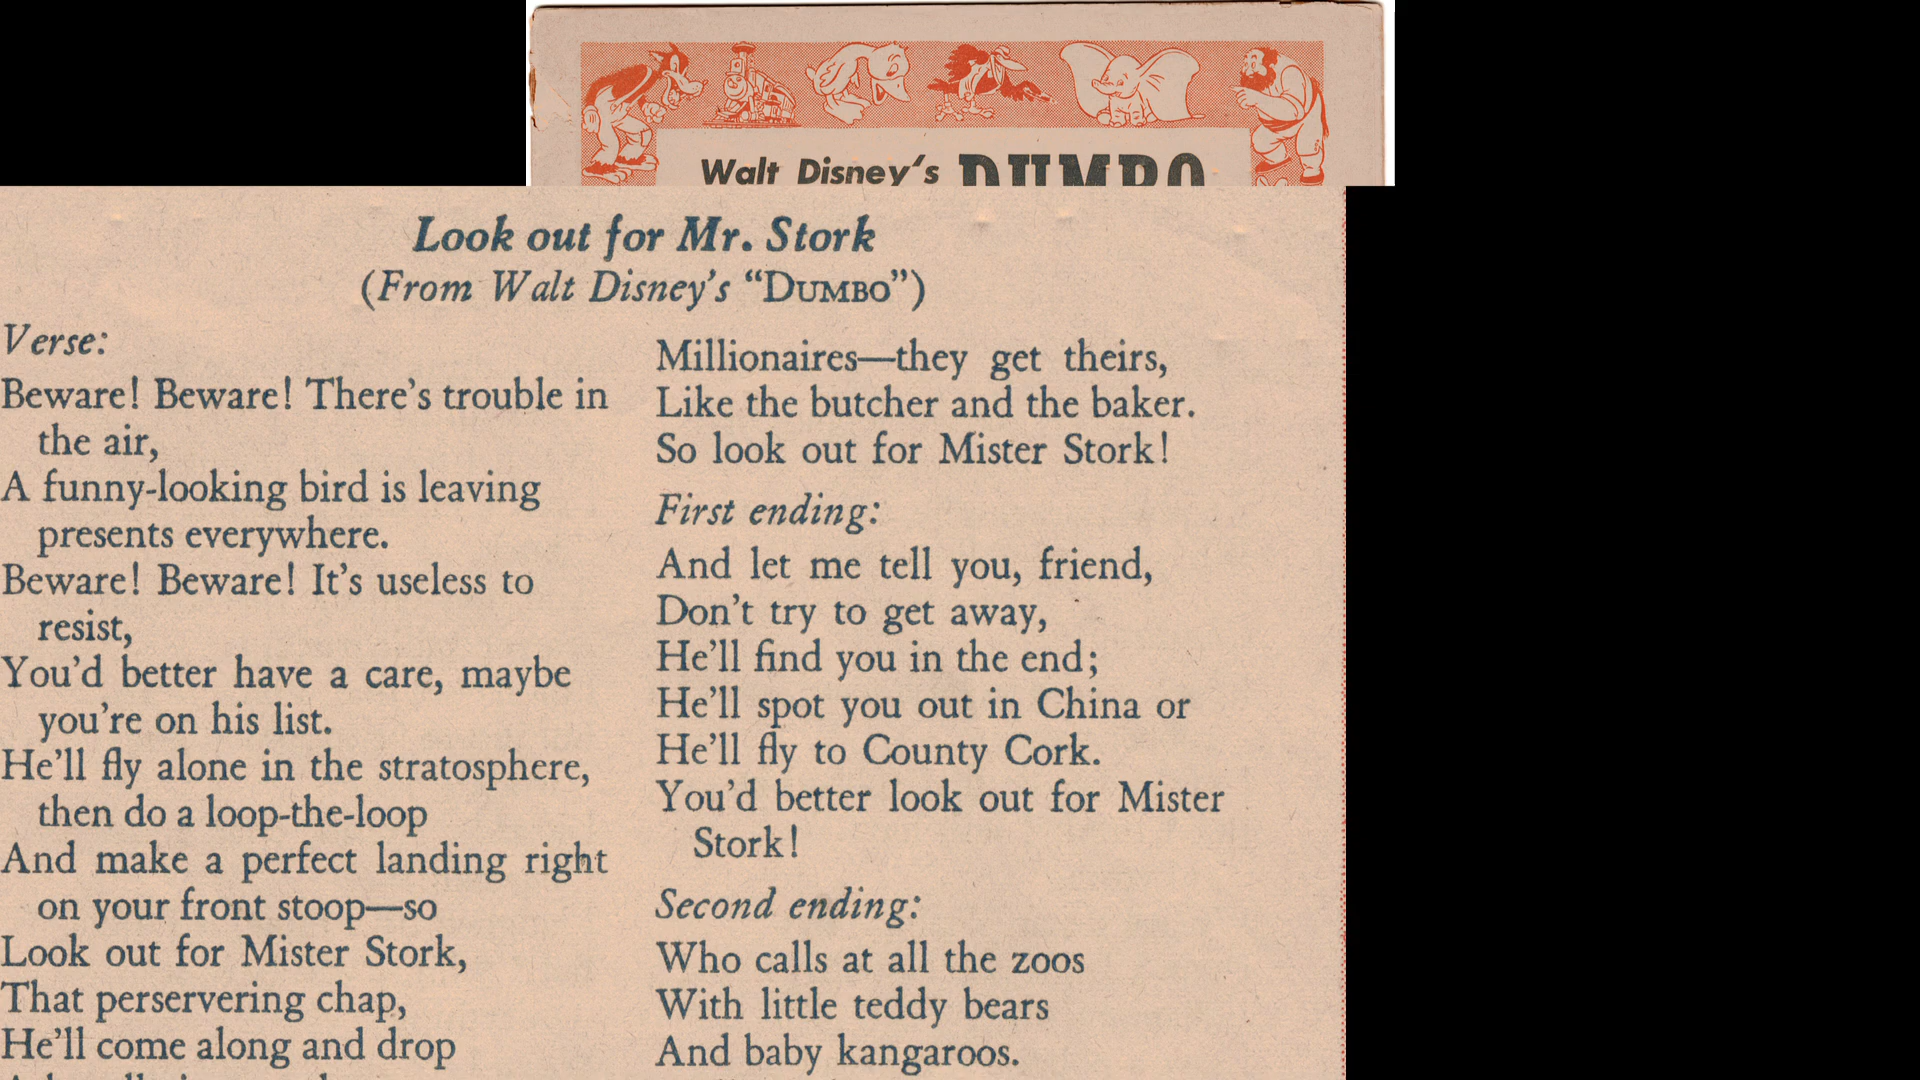 Walt Disney's DUMBO
Look out for Mr. Stork
(From Walt Disney's “DUMBO”)
Verse:
Beware! Beware! There's trouble in
the air,
A funny-looking bird is leaving
presents everywhere.
Beware! Beware! It's useless to
resist,
You'd better have a care, maybe
you're on his list.
He'll fly alone in the stratosphere,
then do a loop-the-loop
And make a perfect landing right
on your front stoop—so
Look out for Mister Stork,
That perservering chap,
He'll come along and drop
Millionaires—they get theirs,
Like the butcher and the baker.
So look out for Mister Stork!
First ending:
And let me tell you, friend,
Don't try to get away,
He'll find you in the end;
He'll spot you out in China or
He'll fly to County Cork.
You'd better look out for Mister
Stork!
Second ending:
Who calls at all the zoos
With little teddy bears
And baby kangaroos.